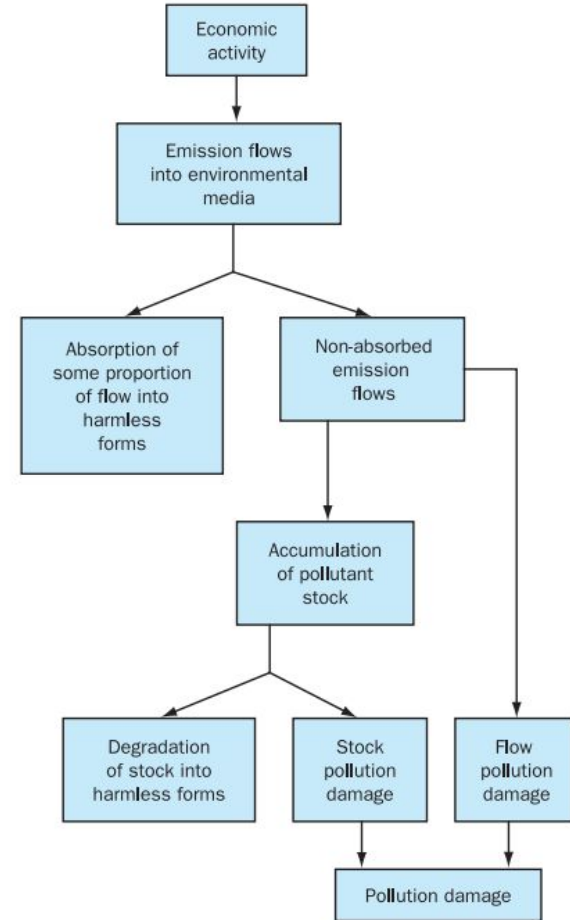 Economic
activity
Emission flows
into environmental
media
Absorption of
some proportion
of flow into
harmless
forms
Non-absorbed
emission
flows
Accumulation
of pollutant
stock
Degradation
of stock into
harmless forms
Stock
pollution
damage
Flow
pollution
damage
Pollution damage